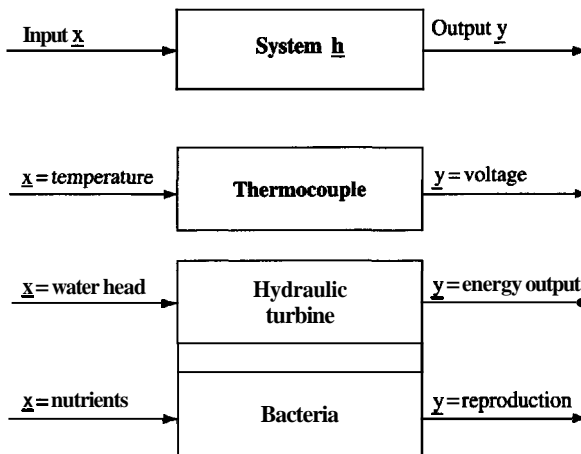 Input x
System h
Output y
x = temperature
Thermocouple
y = voltage
x = water head
Hydraulic
turbine
y = energy output
x = nutrients
Bacteria
y = reproduction